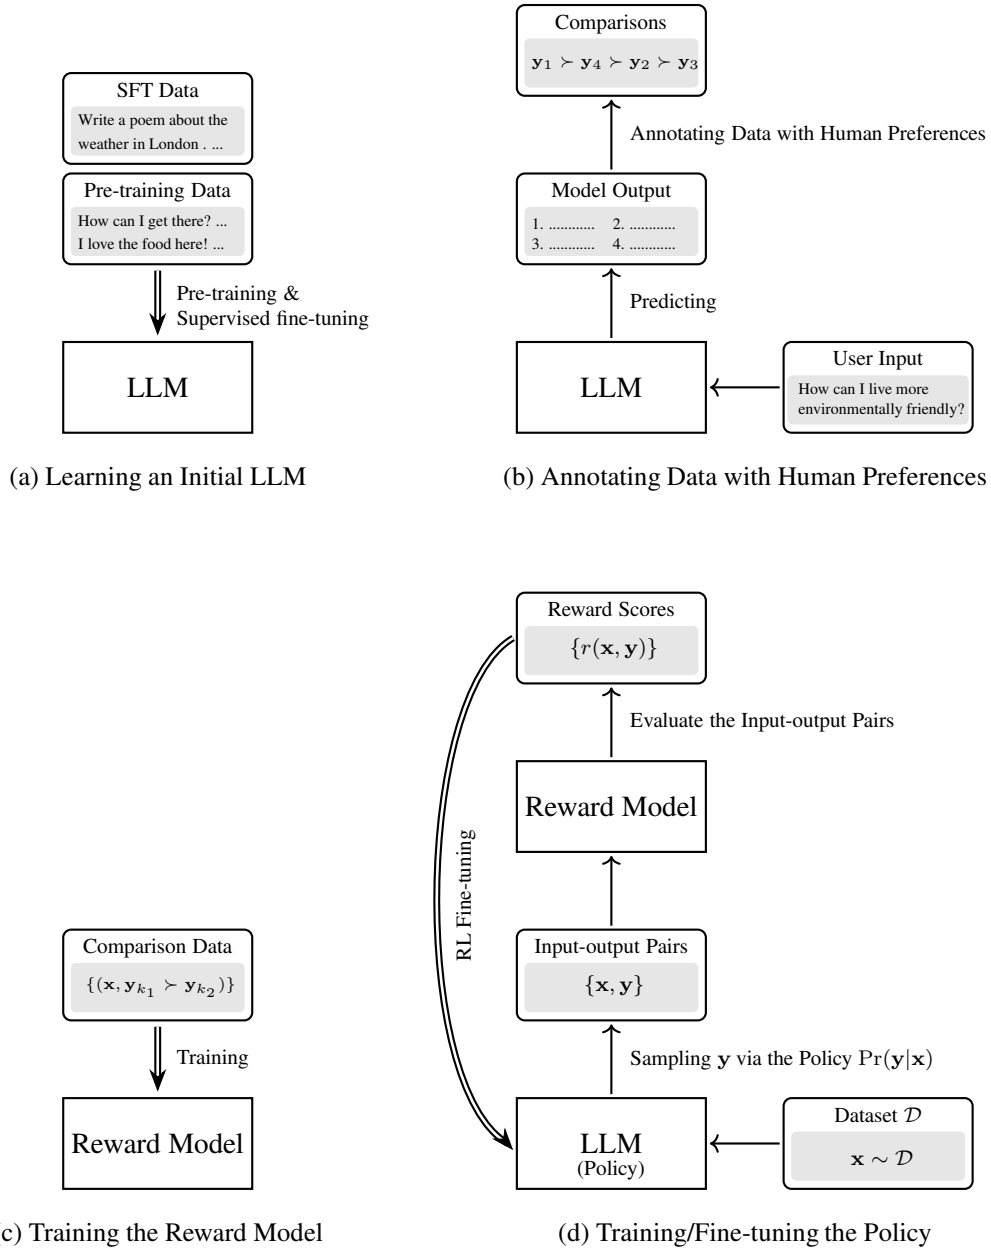 SFT Data
Write a poem about the
weather in London . ...
Pre-training Data
How can I get there? ...
I love the food here! ...
Pre-training &
Supervised fine-tuning
LLM
(a) Learning an Initial LLM
Comparisons
y₁ ≻ y₄ ≻ y₂ ≻ y₃
Annotating Data with Human Preferences
Model Output
1. ............ 2. ............
3. ............ 4. ............
Predicting
LLM
User Input
How can I live more
environmentally friendly?
(b) Annotating Data with Human Preferences
Comparison Data
{(x, y_{k₁} ≻ y_{k₂})}
Training
Reward Model
c) Training the Reward Model
Reward Scores
{r(x, y)}
Evaluate the Input-output Pairs
Reward Model
RL Fine-tuning
Input-output Pairs
{x, y}
Sampling y via the Policy Pr(y|x)
LLM
(Policy)
Dataset 𝒟
x ∼ 𝒟
(d) Training/Fine-tuning the Policy